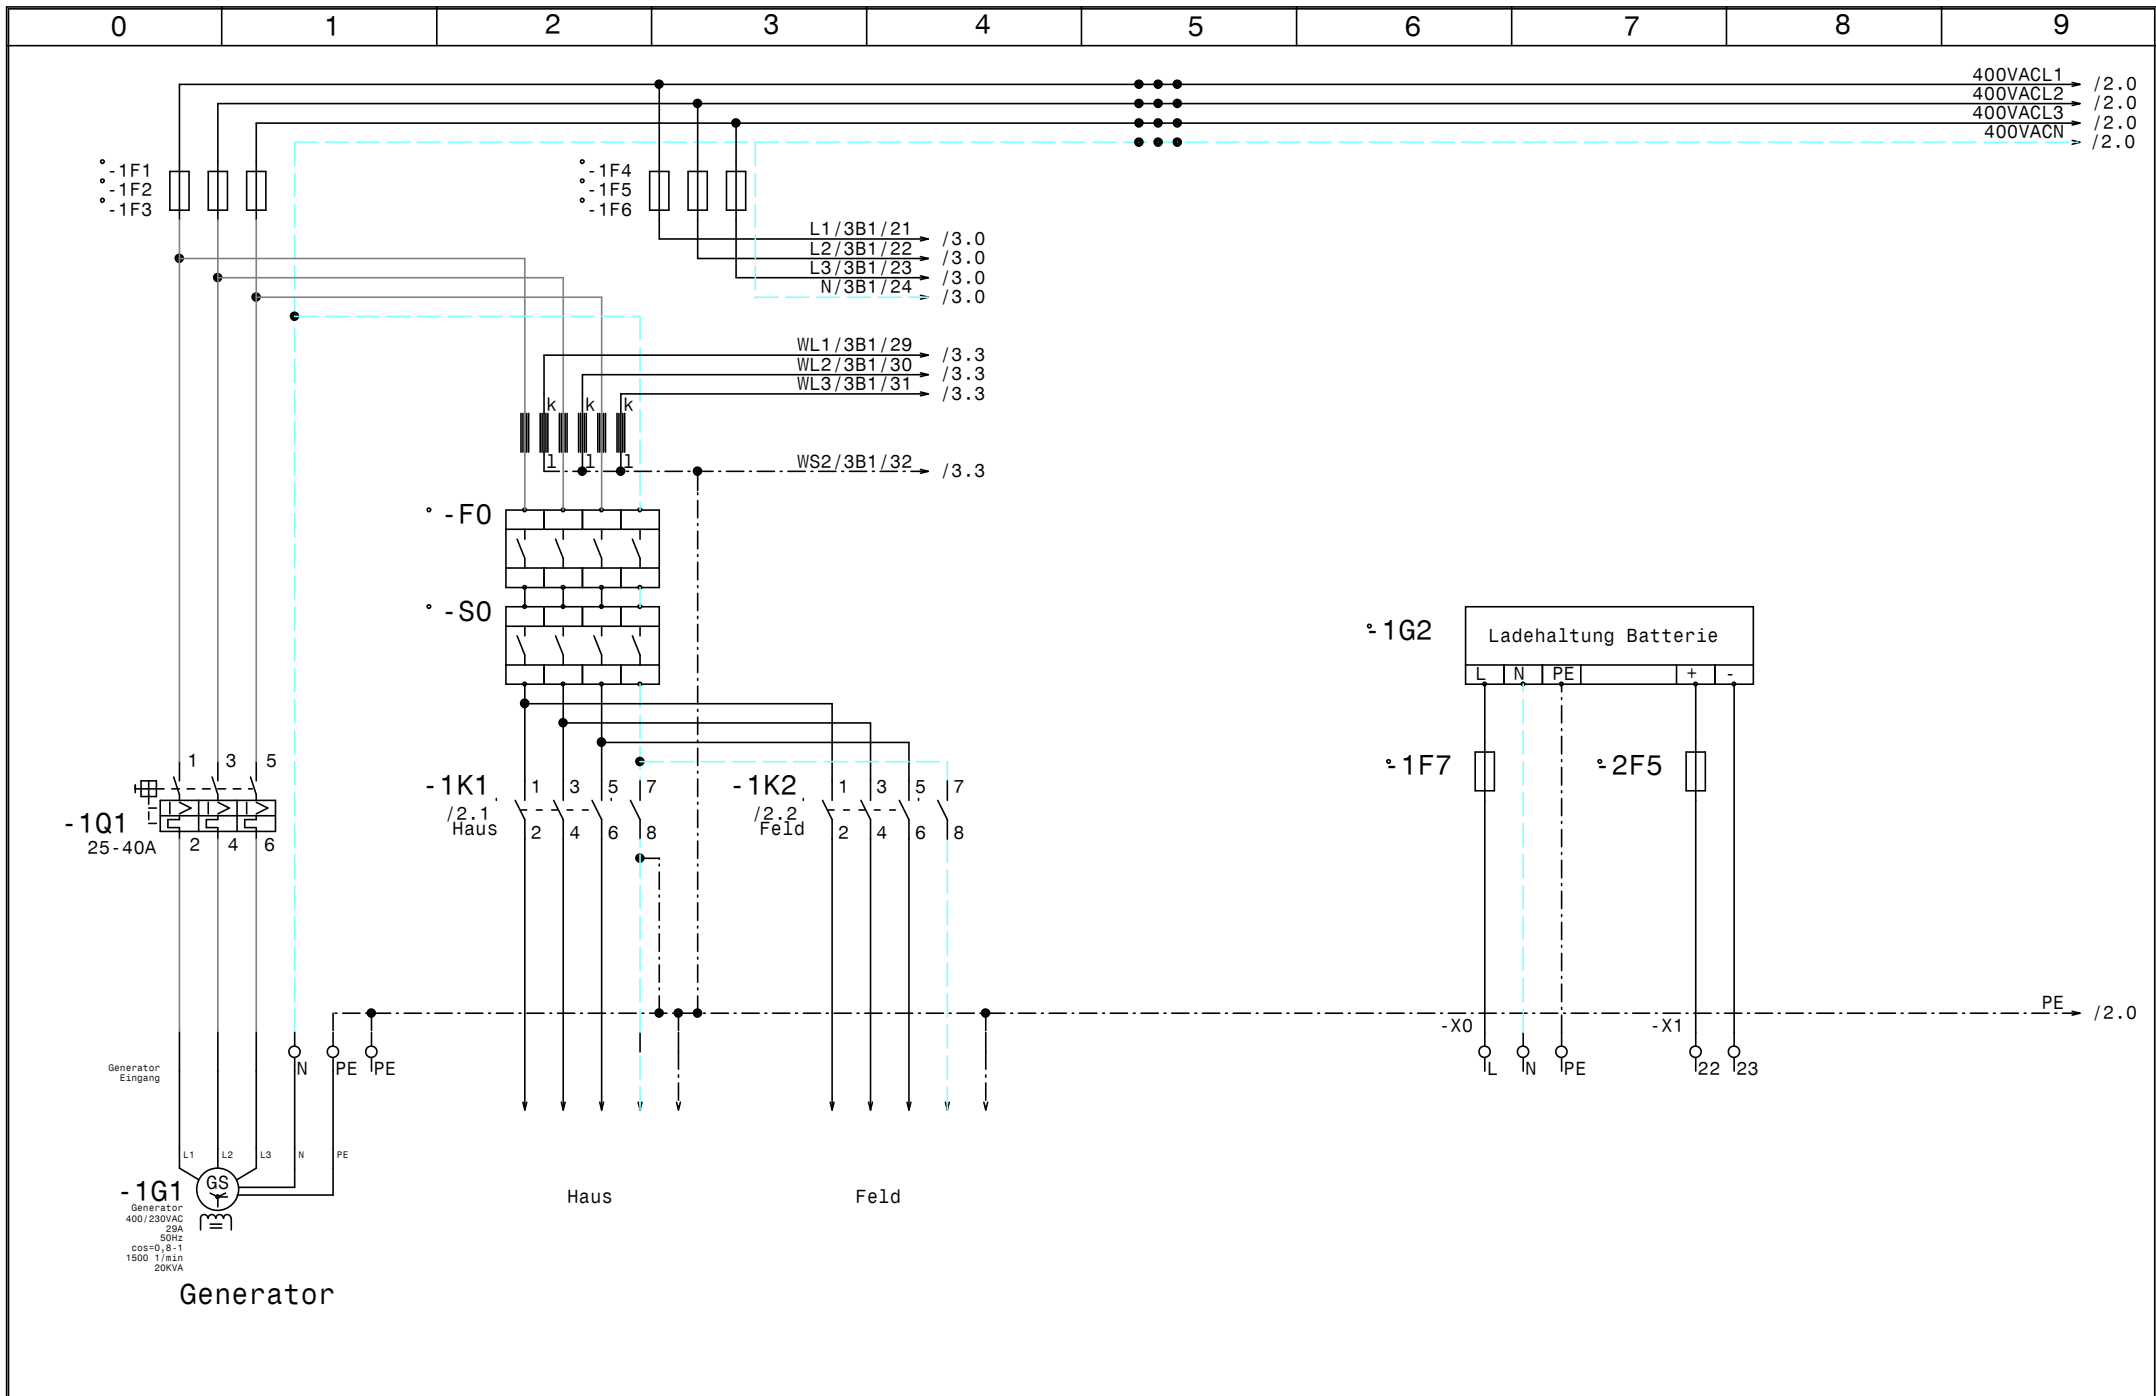 0 1 2 3 4 5 6 7 8 9
400VACL1 /2.0
400VACL2 /2.0
400VACL3 /2.0
400VACN /2.0
-1F1
-1F2
-1F3
-1F4
-1F5
-1F6
L1/3B1/21 /3.0
L2/3B1/22 /3.0
L3/3B1/23 /3.0
N/3B1/24 /3.0
WL1/3B1/29 /3.3
WL2/3B1/30 /3.3
WL3/3B1/31 /3.3
k k k
l l l
WS2/3B1/32 /3.3
-F0
-S0
-1G2 Ladehaltung Batterie
L N PE + -
1 3 5
-1Q1
25-40A
2 4 6
-1K1 1 3 5 7
/2.1
Haus
2 4 6 8
-1K2 1 3 5 7
/2.2
Feld
2 4 6 8
-1F7 -2F5
PE /2.0
-X0 -X1
L N PE 22 23
Generator
Eingang
N PE PE
L1 L2 L3 N PE
GS
-1G1
Generator
400/230VAC
29A
50Hz
cos=0,8-1
1500 1/min
20KVA
Haus Feld
Generator